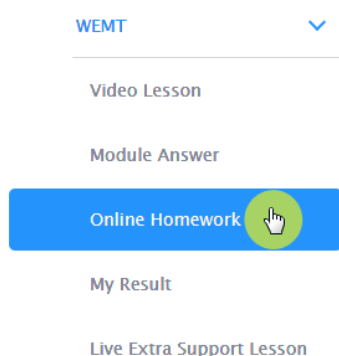 WEMT
Video Lesson
Module Answer
Online Homework
My Result
Live Extra Support Lesson